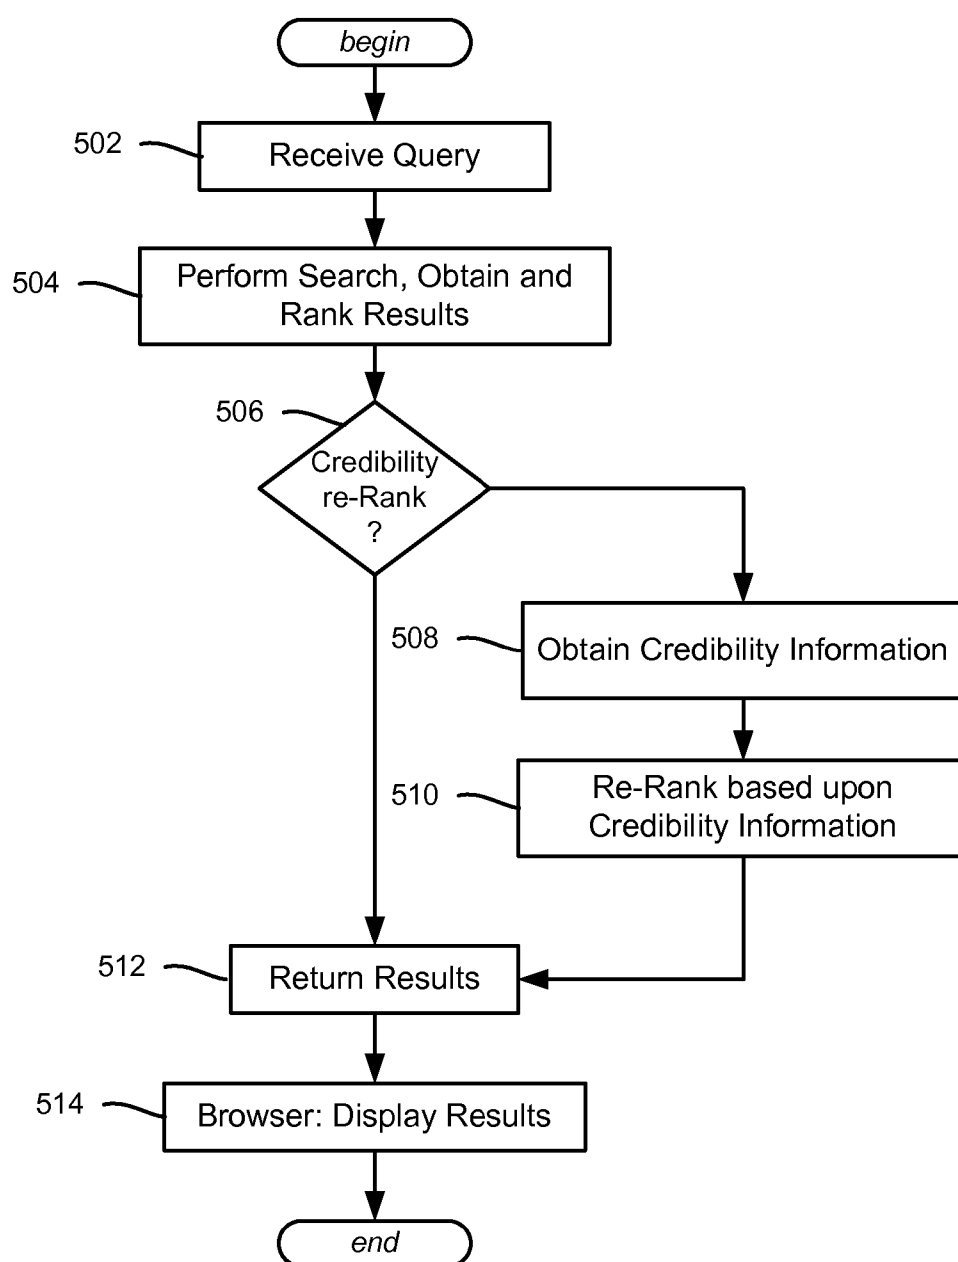 begin
502
Receive Query
504
Perform Search, Obtain and
Rank Results
506
Credibility
re-Rank
?
508
Obtain Credibility Information
510
Re-Rank based upon
Credibility Information
512
Return Results
514
Browser: Display Results
end